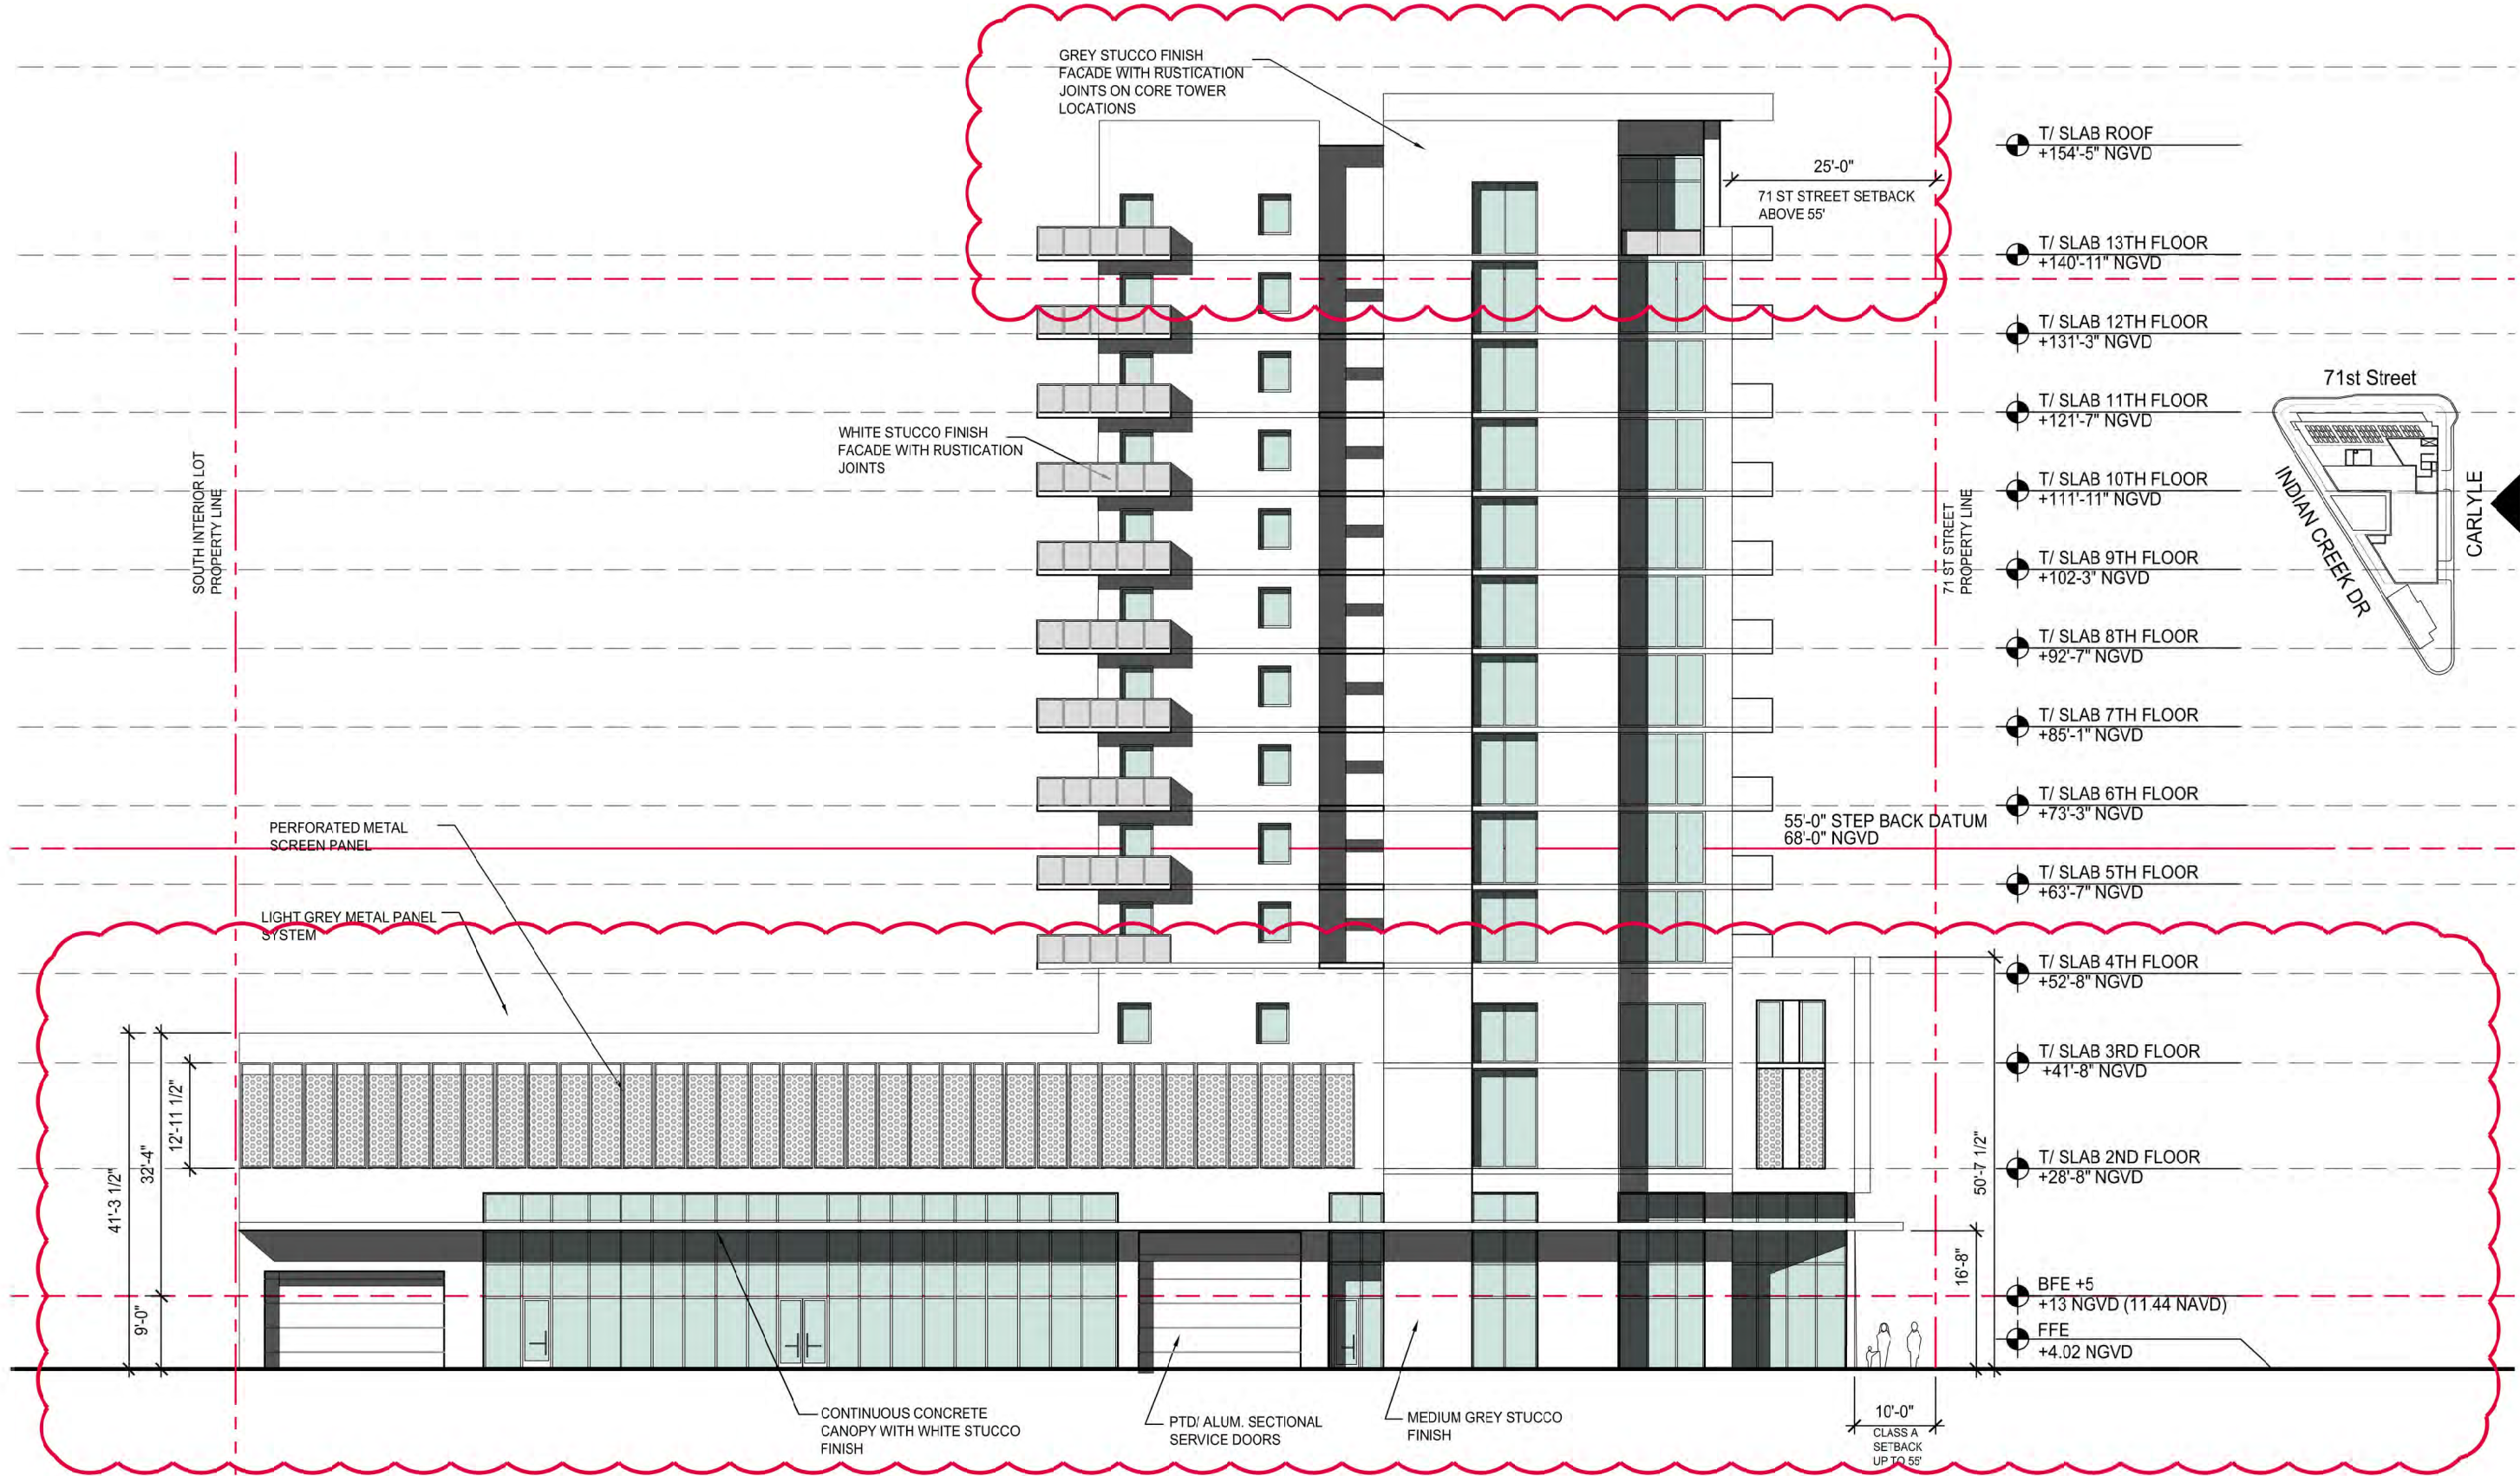 GREY STUCCO FINISH
FACADE WITH RUSTICATION
JOINTS ON CORE TOWER
LOCATIONS
25'-0"
71 ST STREET SETBACK
ABOVE 55'
WHITE STUCCO FINISH
FACADE WITH RUSTICATION
JOINTS
SOUTH INTERIOR LOT
PROPERTY LINE
71 ST STREET
PROPERTY LINE
T/ SLAB ROOF
+154'-5" NGVD
T/ SLAB 13TH FLOOR
+140'-11" NGVD
T/ SLAB 12TH FLOOR
+131'-3" NGVD
T/ SLAB 11TH FLOOR
+121'-7" NGVD
T/ SLAB 10TH FLOOR
+111'-11" NGVD
T/ SLAB 9TH FLOOR
+102-3" NGVD
T/ SLAB 8TH FLOOR
+92'-7" NGVD
T/ SLAB 7TH FLOOR
+85'-1" NGVD
T/ SLAB 6TH FLOOR
+73'-3" NGVD
55'-0" STEP BACK DATUM
68'-0" NGVD
T/ SLAB 5TH FLOOR
+63'-7" NGVD
T/ SLAB 4TH FLOOR
+52'-8" NGVD
T/ SLAB 3RD FLOOR
+41'-8" NGVD
T/ SLAB 2ND FLOOR
+28'-8" NGVD
BFE +5
+13 NGVD (11.44 NAVD)
FFE
+4.02 NGVD
71st Street
INDIAN CREEK DR
CARLYLE
PERFORATED METAL
SCREEN PANEL
LIGHT GREY METAL PANEL
SYSTEM
41'-3 1/2"
32'-4"
12'-11 1/2"
9'-0"
50'-7 1/2"
16'-8"
CONTINUOUS CONCRETE
CANOPY WITH WHITE STUCCO
FINISH
PTD/ ALUM. SECTIONAL
SERVICE DOORS
MEDIUM GREY STUCCO
FINISH
10'-0"
CLASS A
SETBACK
UP TO 55'